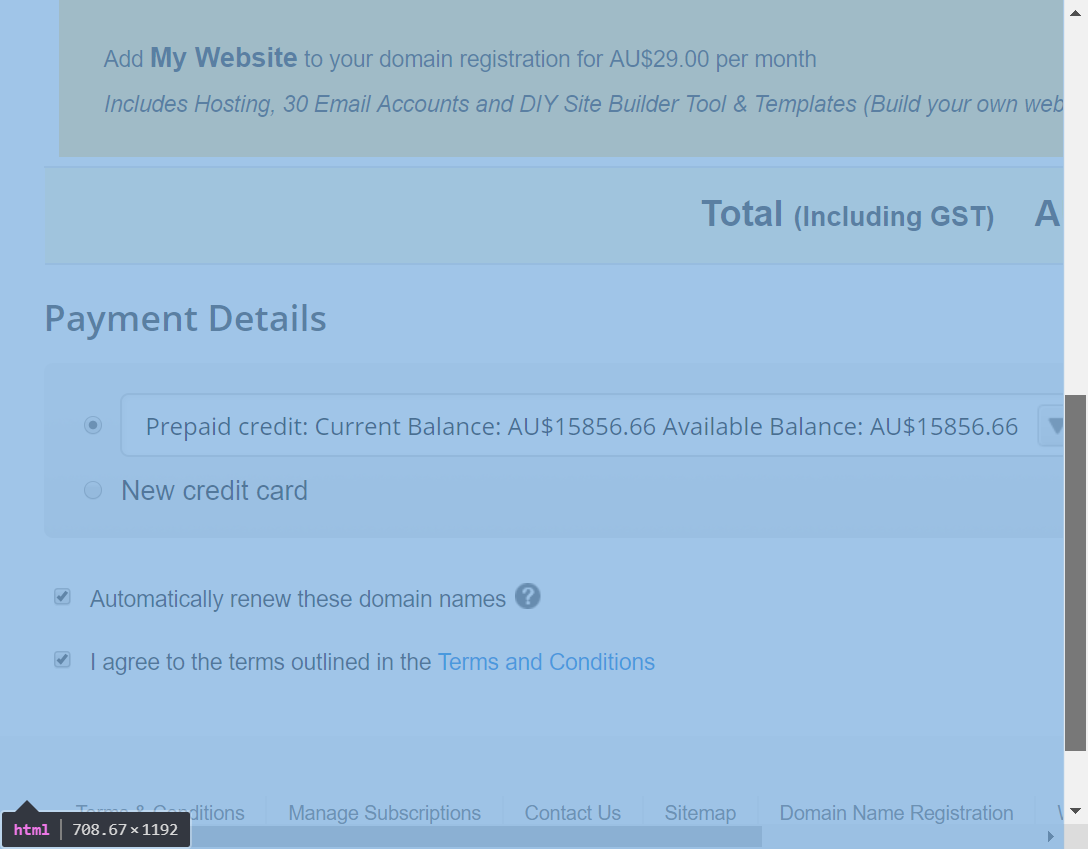 Add My Website to your domain registration for AU$29.00 per month
Includes Hosting, 30 Email Accounts and DIY Site Builder Tool & Templates (Build your own web
Total (Including GST) A
Payment Details
Prepaid credit: Current Balance: AU$15856.66 Available Balance: AU$15856.66
New credit card
Automatically renew these domain names ?
I agree to the terms outlined in the Terms and Conditions
Terms & Conditions Manage Subscriptions Contact Us Sitemap Domain Name Registration
html 708.67×1192